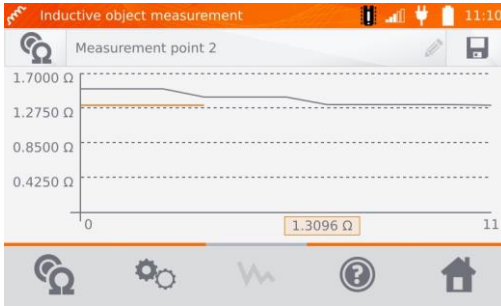 Inductive object measurement 11:10
Measurement point 2
1.7000 Ω
1.2750 Ω
0.8500 Ω
0.4250 Ω
0 1.3096 Ω 11